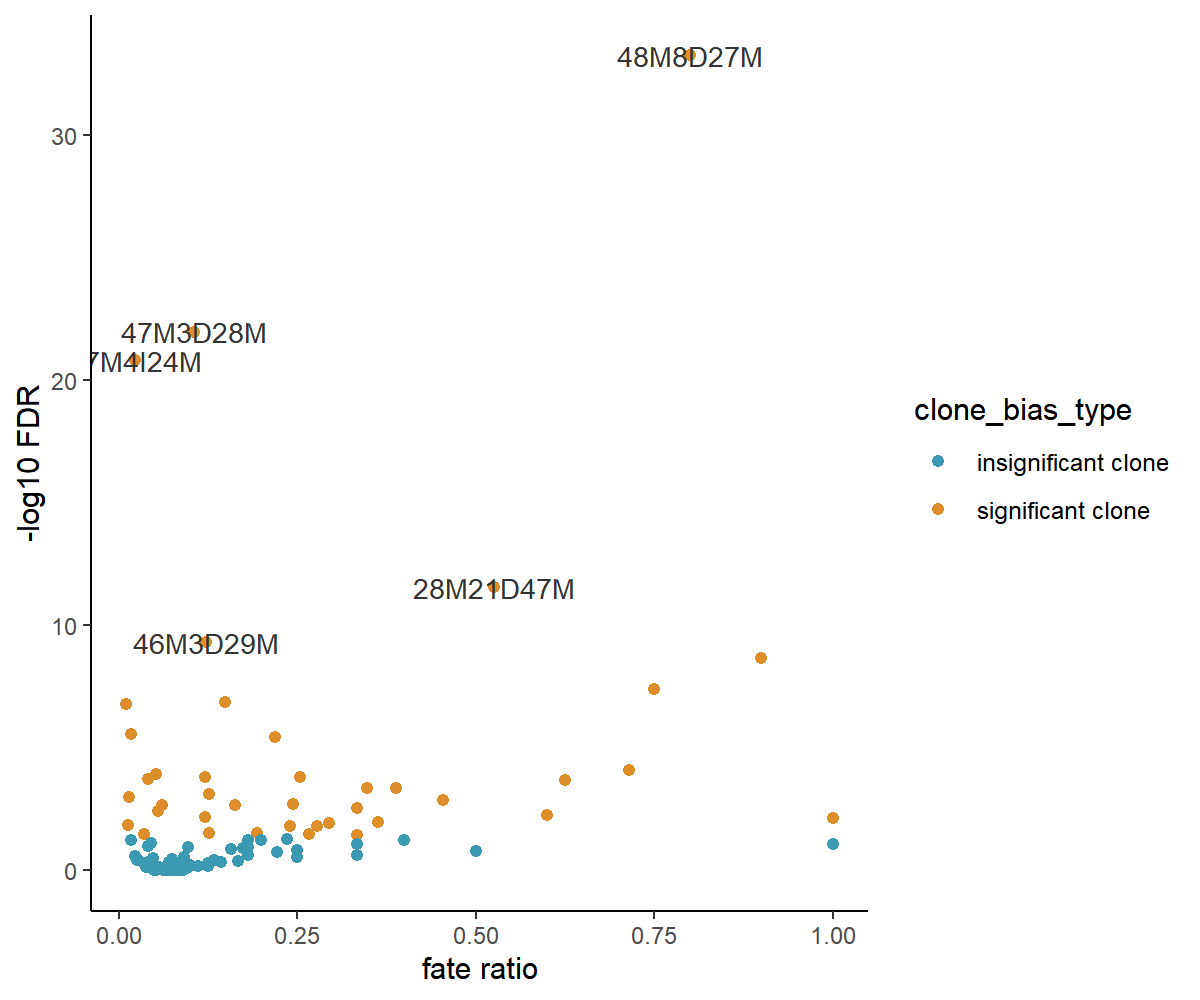 48M8D27M
30
47M3D28M
7M4I24M
20
-log10 FDR
clone_bias_type
insignificant clone
significant clone
28M21D47M
10
46M3D29M
0
0.00 0.25 0.50 0.75 1.00
fate ratio